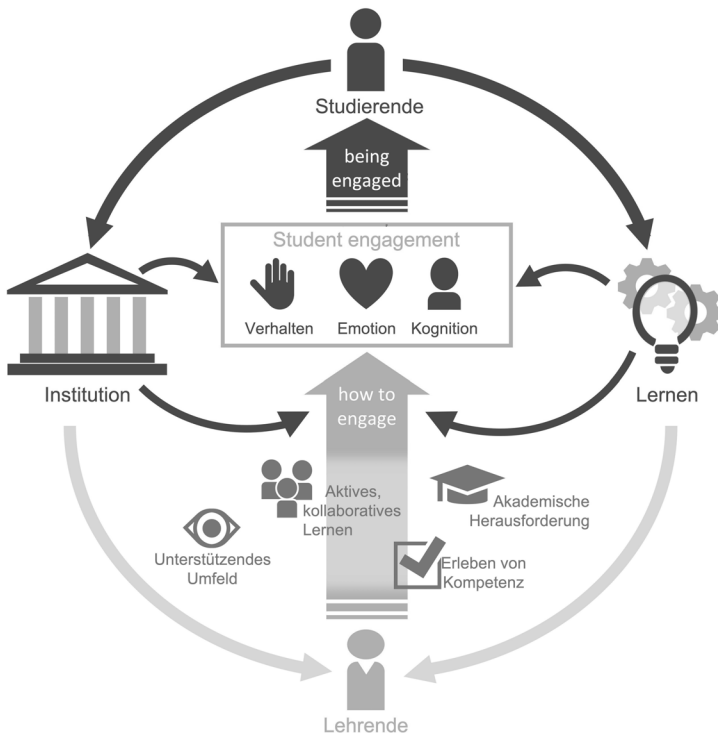 Studierende
being
engaged
Student engagement
Verhalten
Emotion
Kognition
Institution
Lernen
how to
engage
Aktives,
kollaboratives
Lernen
Akademische
Herausforderung
Unterstützendes
Umfeld
Erleben von
Kompetenz
Lehrende